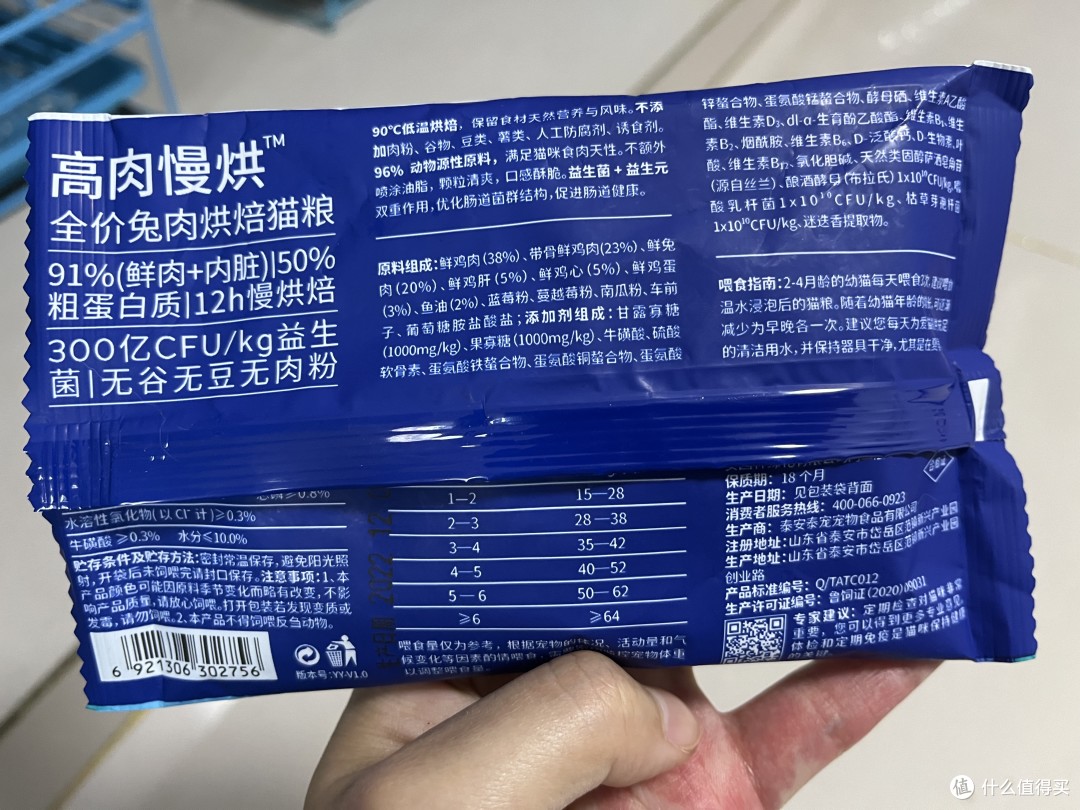 高肉慢烘™
全价兔肉烘焙猫粮
91%(鲜肉+内脏)|50%
粗蛋白质|12h慢烘焙
300亿CFU/kg益生
菌|无谷无豆无肉粉
90℃低温烘焙，保留食材天然营养与风味。不添
加肉粉、谷物、豆类、薯类、人工防腐剂、诱食剂。
96% 动物源性原料，满足猫咪食肉天性。不额外
喷涂油脂，颗粒清爽，口感酥脆。益生菌+益生元
双重作用，优化肠道菌群结构，促进肠道健康。
原料组成：鲜鸡肉(38%)、带骨鲜鸡肉(23%)、鲜兔
肉(20%)、鲜鸡肝(5%)、鲜鸡心(5%)、鲜鸡蛋
(3%)、鱼油(2%)、蓝莓粉、蔓越莓粉、南瓜粉、车前
子、葡萄糖胺盐酸盐；添加剂组成：甘露寡糖
(1000mg/kg)、果寡糖(1000mg/kg)、牛磺酸、硫酸
软骨素、蛋氨酸铁螯合物、蛋氨酸铜螯合物、蛋氨酸
锌螯合物、蛋氨酸锰螯合物、酵母硒、维生素A乙酸
酯、维生素D₃、dl-α-生育酚乙酸酯、维生素B₁、维生
素B₂、烟酰胺、维生素B₆、D-泛酸钙、D-生物素、叶
酸、维生素B₁₂、氯化胆碱、天然类固醇萨洒皂角苷
(源自丝兰)、酿酒酵母(布拉氏)1x10¹⁰CFU/kg、嗜
酸乳杆菌1x10¹⁰CFU/kg、枯草芽孢杆菌
1x10¹⁰CFU/kg、迷迭香提取物。
喂食指南：2-4月龄的幼猫每天喂食 次，建议喂食
温水浸泡后的猫粮。随着幼猫年龄的 ，可逐渐
减少为早晚各一次。建议您每天为爱猫 足
的清洁用水，并保持器具干净，尤其是在
≥0.8%
水溶性氯化物(以 Cl⁻ 计)≥0.3%
牛磺酸 ≥0.3% 水分≤10.0%
贮存条件及贮存方法：密封常温保存，避免阳光照
射，开袋后未饲喂完请封口保存。注意事项：1、本
产品颜色可能因原料季节变化而略有改变，不影
响产品质量，请放心饲喂。打开包装若发现变质或
发霉，请勿饲喂。2、本产品不得饲喂反刍动物。
6 921306 302756
版本号:YY-V1.0
1—2 15—28
2—3 28—38
3—4 35—42
4—5 40—52
5—6 50—62
≥6 ≥64
喂食量仅为参考，根据宠物的 况、活动量和气
候变化等因素酌情喂食， 宠物体重
以调整喂食量。
保质期：18个月
生产日期：见包装袋背面
消费者服务热线：400-066-0923
生产商：泰安泰宠宠物食品有限公司
注册地址：山东省泰安市岱岳区范镇新兴产业园
生产地址：山东省泰安市岱岳区范镇新兴产业园
创业路
产品标准编号：Q/TATC012
生产许可证编号：鲁饲证(2020)09031
专家建议：定期检查对猫咪非常
重要，您可以得到更多专业意见，
体检和定期免疫是猫咪保持健康
的关键。
合格
值 什么值得买